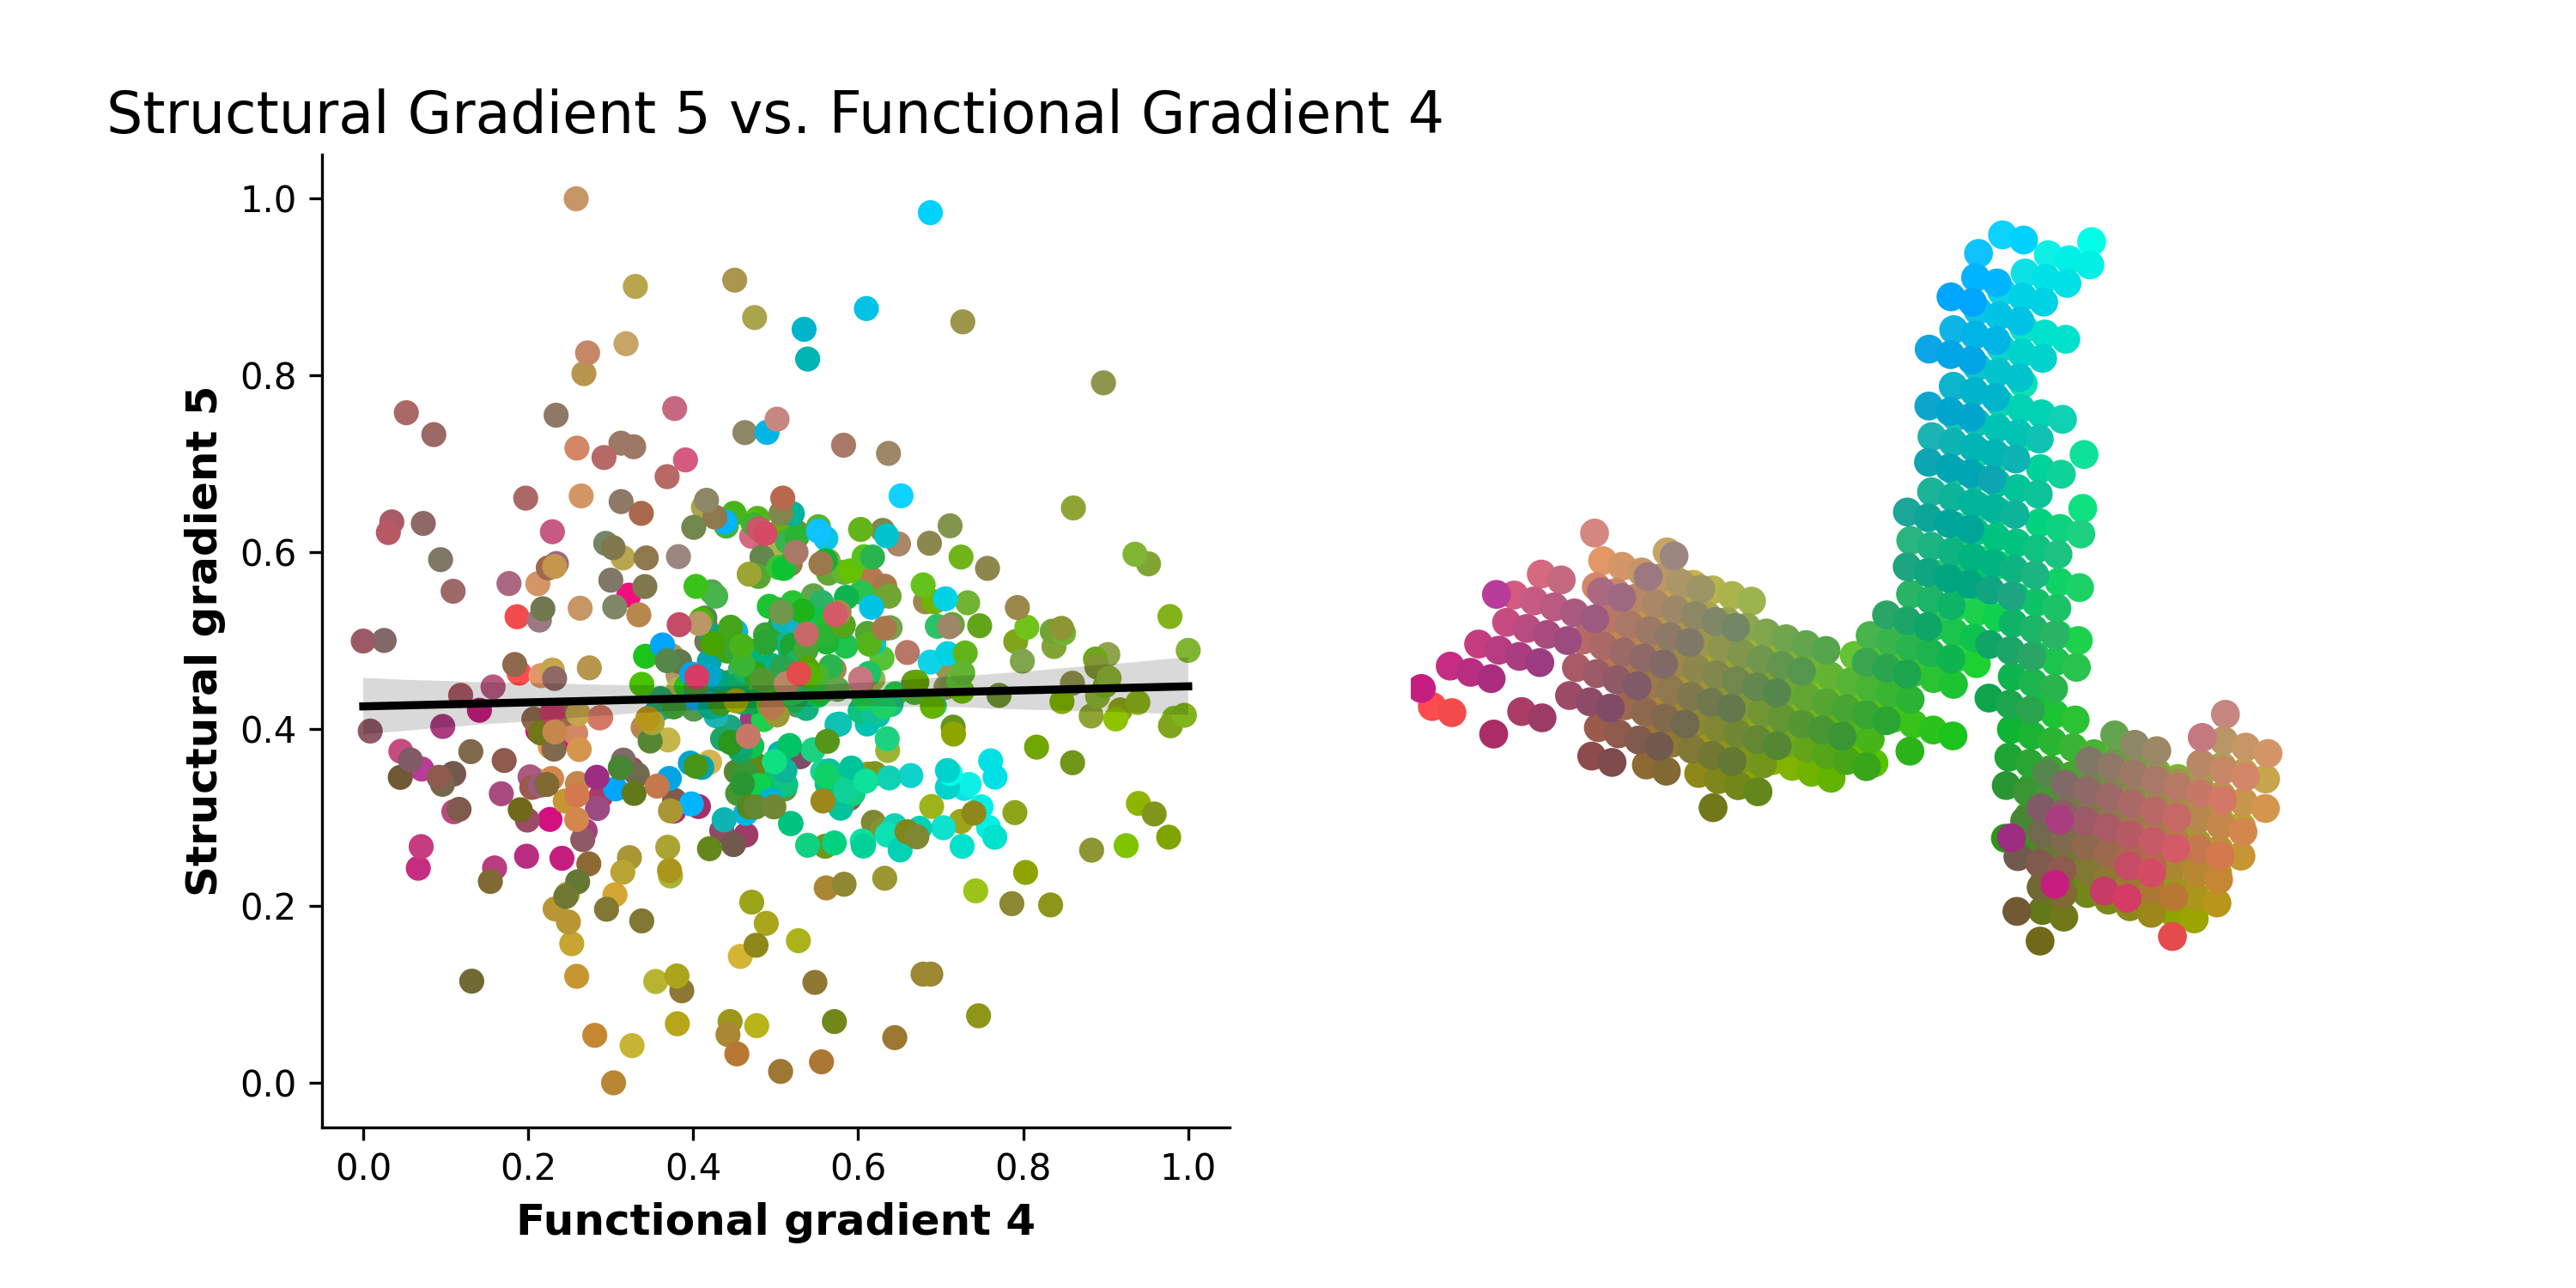 Structural Gradient 5 vs. Functional Gradient 4
Structural gradient 5
1.0
0.8
0.6
0.4
0.2
0.0
0.0 0.2 0.4 0.6 0.8 1.0
Functional gradient 4